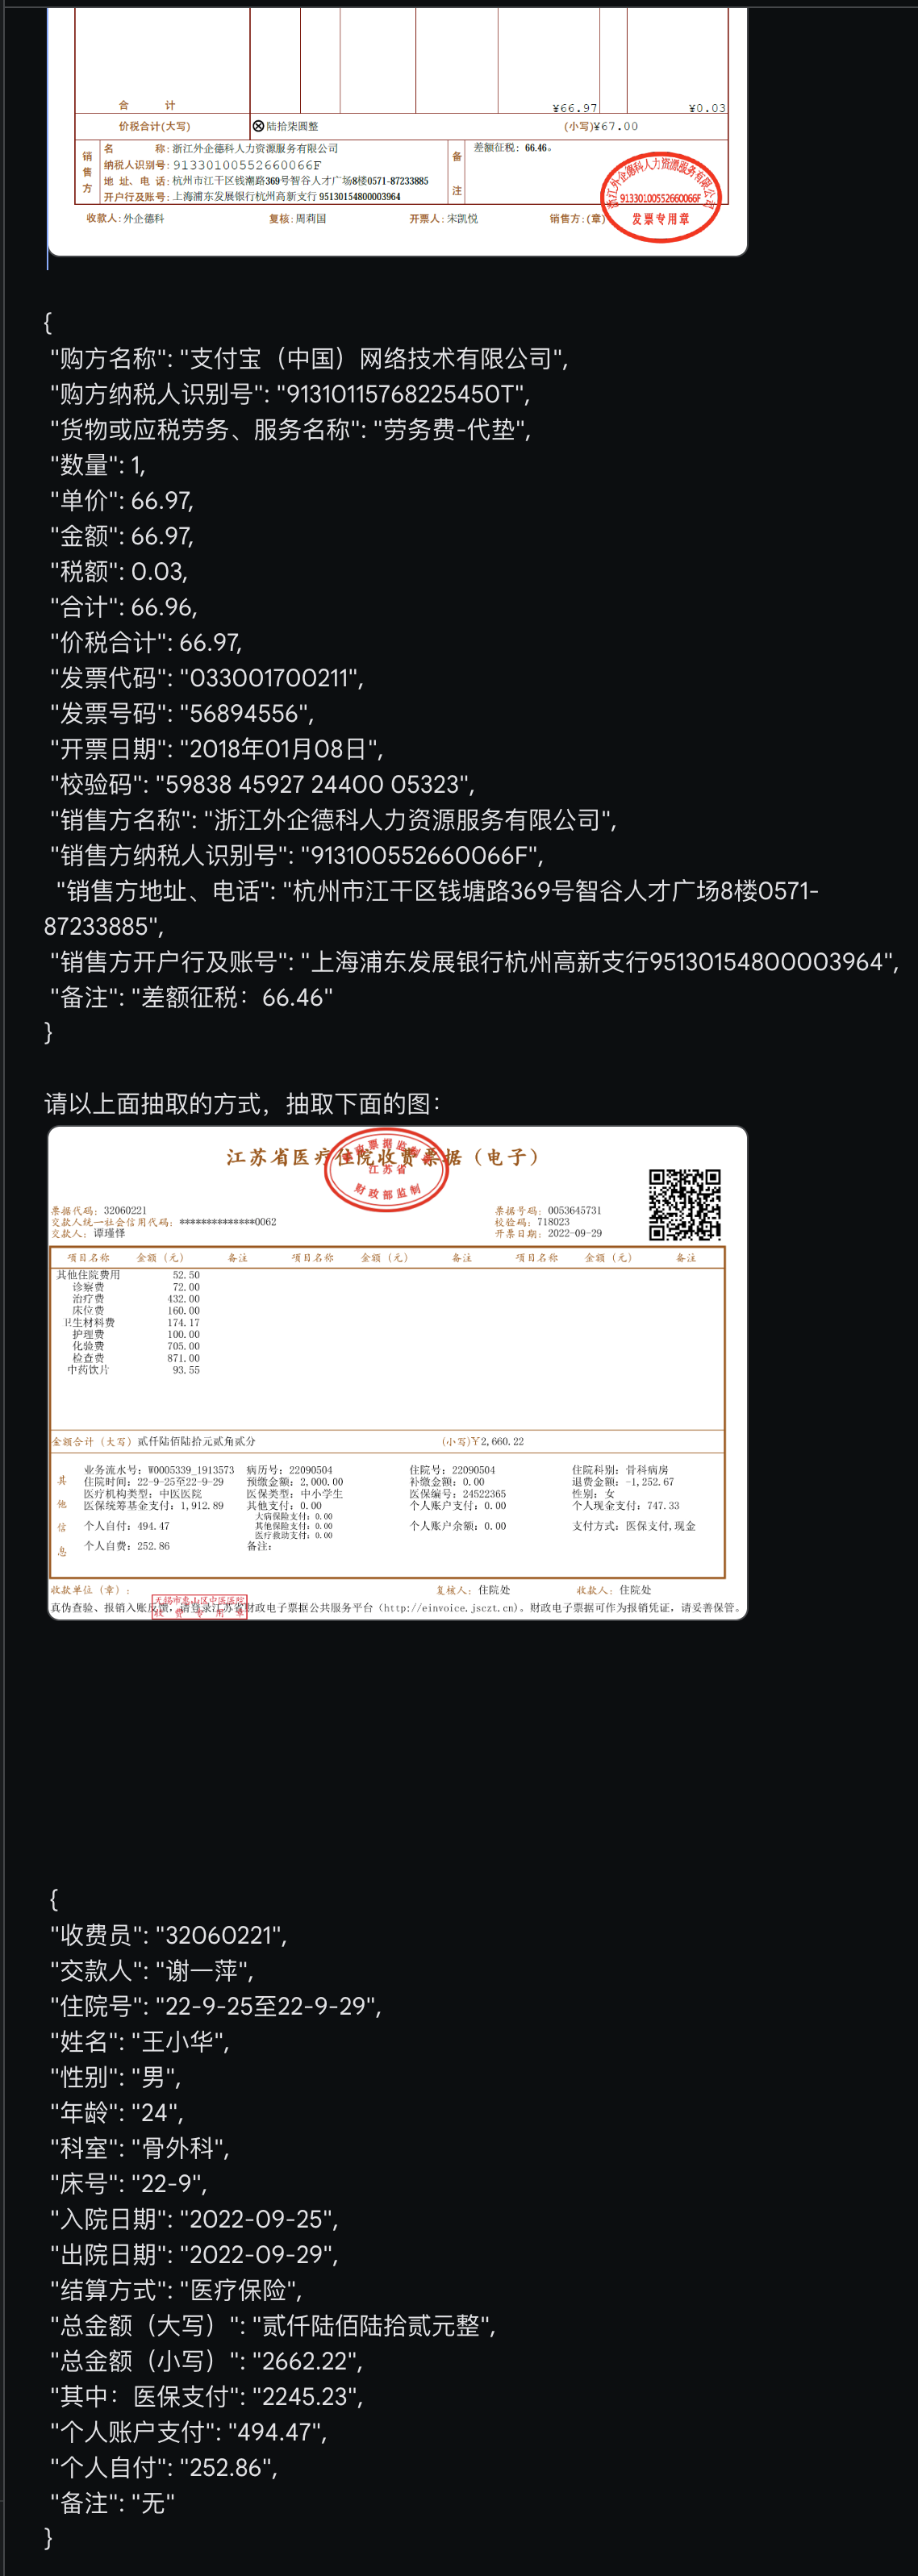 合 计 ¥66.97 ¥0.03
价税合计(大写) ⊗陆拾柒圆整 (小写)¥67.00
销售方
名 称:浙江外企德科人力资源服务有限公司
纳税人识别号:91330100552660066F
地 址、电 话:杭州市江干区钱潮路369号智谷人才广场8楼0571-87233885
开户行及账号:上海浦东发展银行杭州高新支行 95130154800003964
备注
差额征税: 66.46。
浙江外企德科人力资源服务有限公司
91330100552660066F
发票专用章
收款人:外企德科 复核:周莉国 开票人:宋凯悦 销售方:(章)
{
"购方名称": "支付宝（中国）网络技术有限公司",
"购方纳税人识别号": "91310115768225450T",
"货物或应税劳务、服务名称": "劳务费-代垫",
"数量": 1,
"单价": 66.97,
"金额": 66.97,
"税额": 0.03,
"合计": 66.96,
"价税合计": 66.97,
"发票代码": "033001700211",
"发票号码": "56894556",
"开票日期": "2018年01月08日",
"校验码": "59838 45927 24400 05323",
"销售方名称": "浙江外企德科人力资源服务有限公司",
"销售方纳税人识别号": "913100552660066F",
"销售方地址、电话": "杭州市江干区钱塘路369号智谷人才广场8楼0571-
87233885",
"销售方开户行及账号": "上海浦东发展银行杭州高新支行95130154800003964",
"备注": "差额征税：66.46"
}
请以上面抽取的方式，抽取下面的图：
江苏省医疗住院收费票据（电子）
江苏省
财政部监制
票据代码: 32060221 票据号码: 0053645731
交款人统一社会信用代码: **************0062 校验码: 718023
交款人: 谭瑾怿 开票日期: 2022-09-29
项目名称 金额（元） 备注 项目名称 金额（元） 备注 项目名称 金额（元） 备注
其他住院费用 52.50
诊察费 72.00
治疗费 432.00
床位费 160.00
卫生材料费 174.17
护理费 100.00
化验费 705.00
检查费 871.00
中药饮片 93.55
金额合计（大写）贰仟陆佰陆拾元贰角贰分 (小写)¥2,660.22
其他信息
业务流水号: W0005339_1913573 病历号: 22090504 住院号: 22090504 住院科别: 骨科病房
住院时间: 22-9-25至22-9-29 预缴金额: 2,000.00 补缴金额: 0.00 退费金额: -1,252.67
医疗机构类型: 中医医院 医保类型: 中小学生 医保编号: 24522365 性别: 女
医保统筹基金支付: 1,912.89 其他支付: 0.00 个人账户支付: 0.00 个人现金支付: 747.33
大病保险支付: 0.00
个人自付: 494.47 其他保险支付: 0.00 个人账户余额: 0.00 支付方式: 医保支付,现金
医疗救助支付: 0.00
个人自费: 252.86 备注:
收款单位（章）: 复核人: 住院处 收款人: 住院处
无锡市惠山区中医医院
收费专用章
真伪查验、报销入账反馈，请登录江苏省财政电子票据公共服务平台（http://einvoice.jsczt.cn）。财政电子票据可作为报销凭证，请妥善保管。
{
"收费员": "32060221",
"交款人": "谢一萍",
"住院号": "22-9-25至22-9-29",
"姓名": "王小华",
"性别": "男",
"年龄": "24",
"科室": "骨外科",
"床号": "22-9",
"入院日期": "2022-09-25",
"出院日期": "2022-09-29",
"结算方式": "医疗保险",
"总金额（大写）": "贰仟陆佰陆拾贰元整",
"总金额（小写）": "2662.22",
"其中：医保支付": "2245.23",
"个人账户支付": "494.47",
"个人自付": "252.86",
"备注": "无"
}